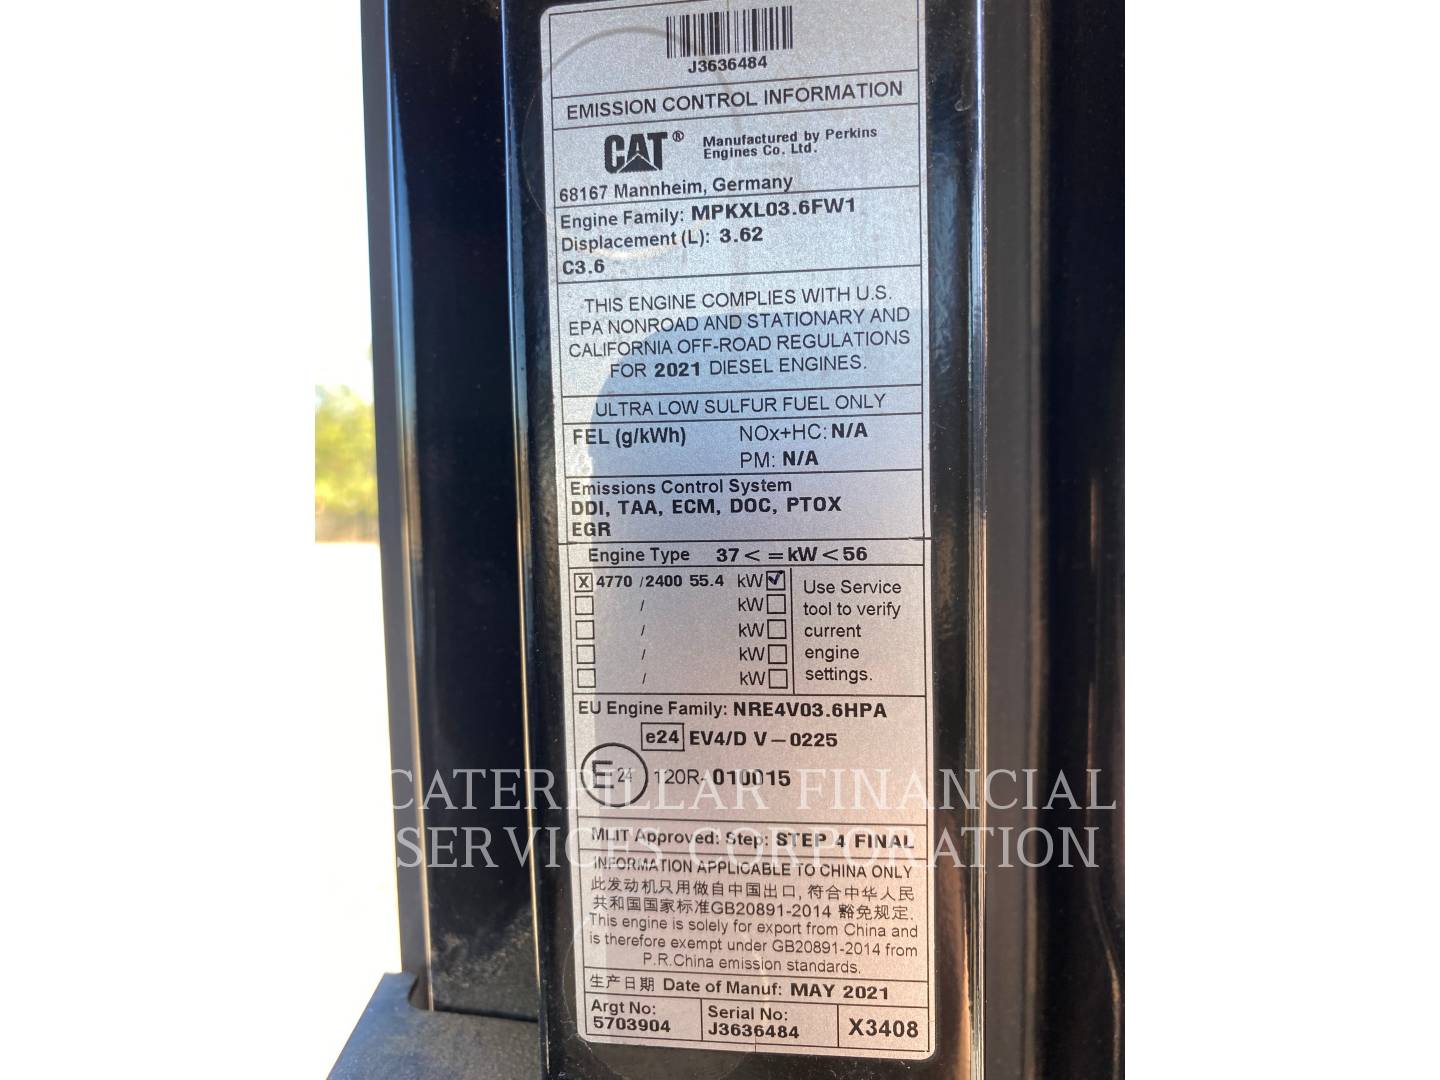 J3636484
EMISSION CONTROL INFORMATION
CAT® Manufactured by Perkins
Engines Co. Ltd.
68167 Mannheim, Germany
Engine Family: MPKXL03.6FW1
Displacement (L): 3.62
C3.6
THIS ENGINE COMPLIES WITH U.S.
EPA NONROAD AND STATIONARY AND
CALIFORNIA OFF-ROAD REGULATIONS
FOR 2021 DIESEL ENGINES.
ULTRA LOW SULFUR FUEL ONLY
FEL (g/kWh) NOx+HC: N/A
PM: N/A
Emissions Control System
DDI, TAA, ECM, DOC, PTOX
EGR
Engine Type 37 < = kW < 56
X 4770 / 2400 55.4 kW
/ kW
/ kW
/ kW
/ kW
Use Service
tool to verify
current
engine
settings.
EU Engine Family: NRE4V03.6HPA
e24 EV4/D V-0225
E 24 120R-010015
MLIT Approved: Step: STEP 4 FINAL
INFORMATION APPLICABLE TO CHINA ONLY
此发动机只用做自中国出口, 符合中华人民
共和国国家标准GB20891-2014 豁免规定.
This engine is solely for export from China and
is therefore exempt under GB20891-2014 from
P.R.China emission standards.
生产日期 Date of Manuf: MAY 2021
Argt No:
5703904
Serial No:
J3636484
X3408
CATERPILLAR FINANCIAL
SERVICES CORPORATION